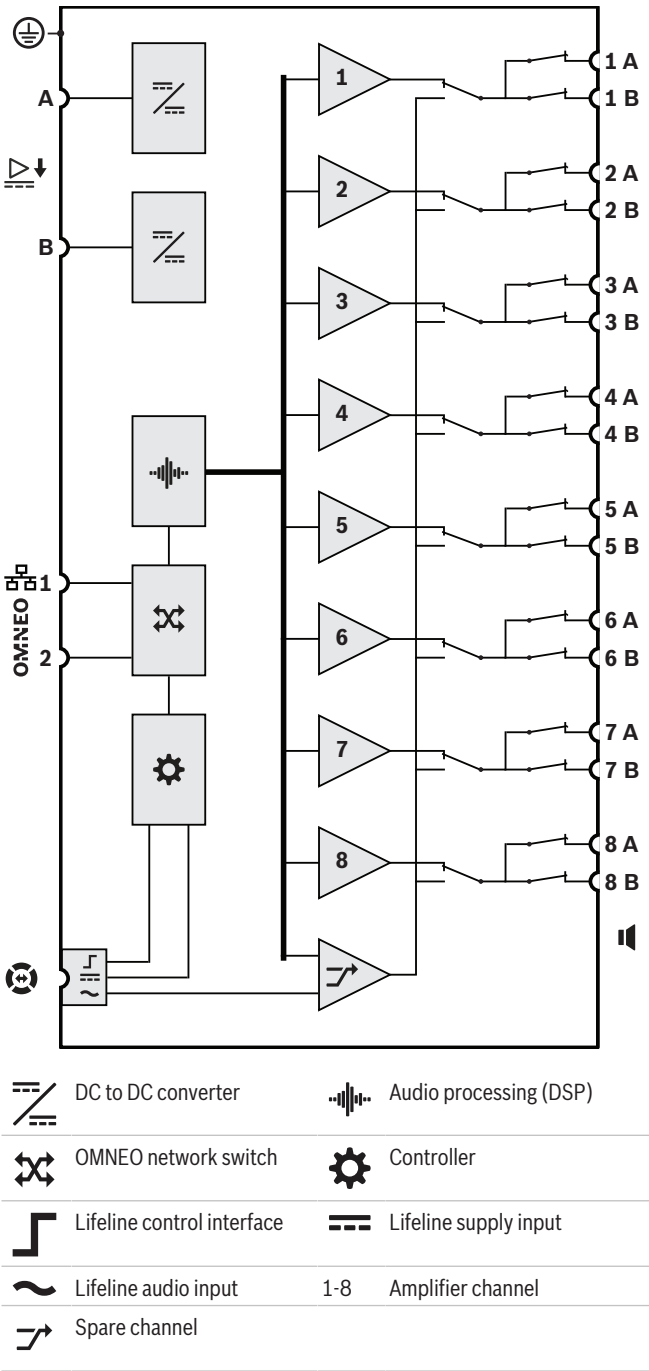 A
B
OMNEO
1
2
1
2
3
4
5
6
7
8
1 A
1 B
2 A
2 B
3 A
3 B
4 A
4 B
5 A
5 B
6 A
6 B
7 A
7 B
8 A
8 B
DC to DC converter
Audio processing (DSP)
OMNEO network switch
Controller
Lifeline control interface
Lifeline supply input
Lifeline audio input
1-8 Amplifier channel
Spare channel